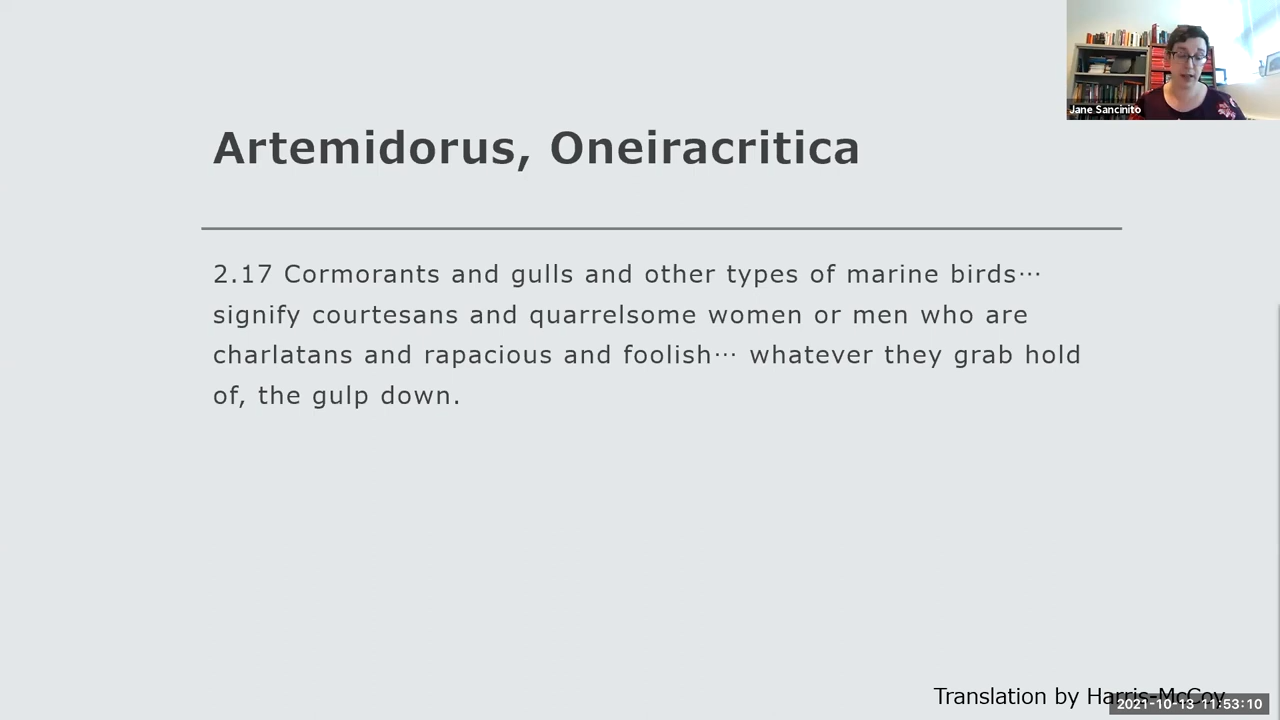 Jane Sancinito
Artemidorus, Oneiracritica
2.17 Cormorants and gulls and other types of marine birds…
signify courtesans and quarrelsome women or men who are
charlatans and rapacious and foolish… whatever they grab hold
of, the gulp down.
Translation by Harris-McCoy
2021-10-13 11:53:10